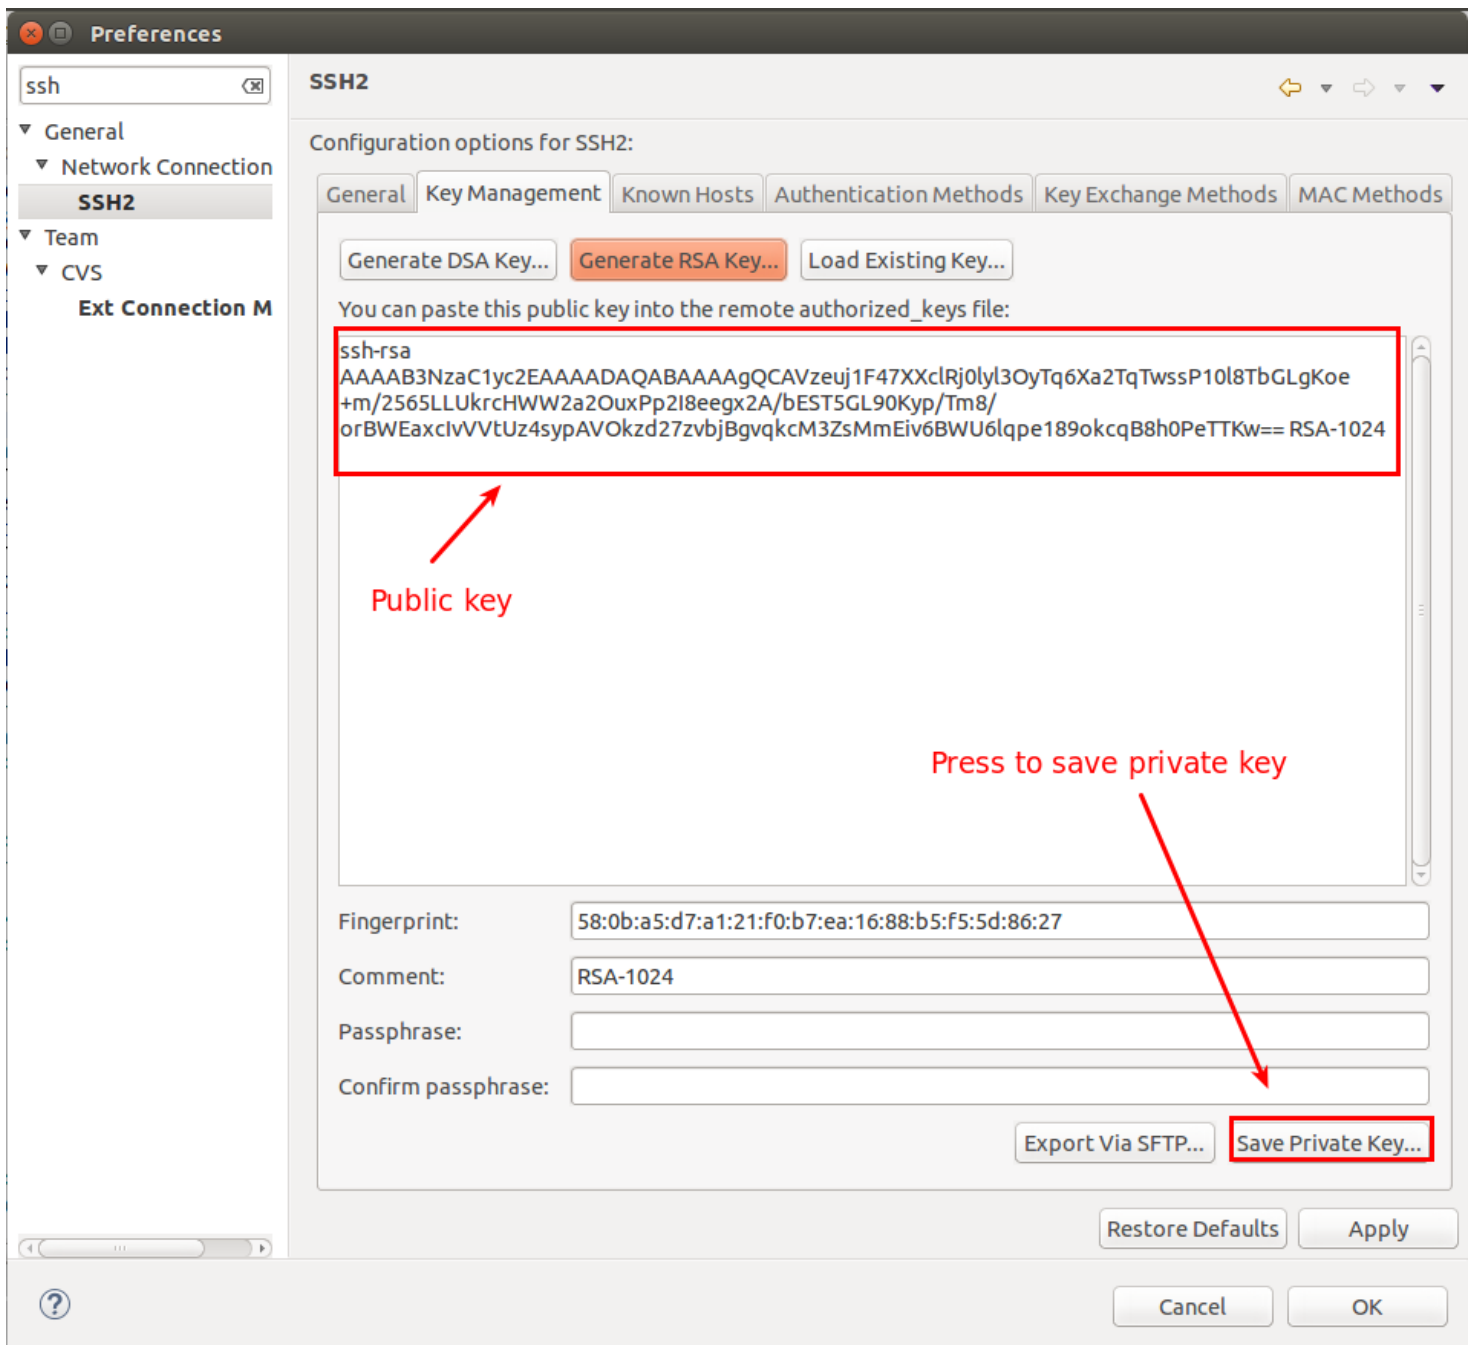 Preferences
ssh
General
Network Connection
SSH2
Team
CVS
Ext Connection M
SSH2
Configuration options for SSH2:
General
Key Management
Known Hosts
Authentication Methods
Key Exchange Methods
MAC Methods
Generate DSA Key...
Generate RSA Key...
Load Existing Key...
You can paste this public key into the remote authorized_keys file:
ssh-rsa
AAAAB3NzaC1yc2EAAAADAQABAAAAgQCAVzeuj1F47XXclRj0lyl3OyTq6Xa2TqTwssP10l8TbGLgKoe
+m/2565LLUkrcHWW2a2OuxPp2I8eegx2A/bEST5GL90Kyp/Tm8/
orBWEaxcIvVVtUz4sypAVOkzd27zvbjBgvqkcM3ZsMmEiv6BWU6lqpe189okcqB8h0PeTTKw== RSA-1024
Public key
Press to save private key
Fingerprint:
58:0b:a5:d7:a1:21:f0:b7:ea:16:88:b5:f5:5d:86:27
Comment:
RSA-1024
Passphrase:
Confirm passphrase:
Export Via SFTP...
Save Private Key...
Restore Defaults
Apply
Cancel
OK